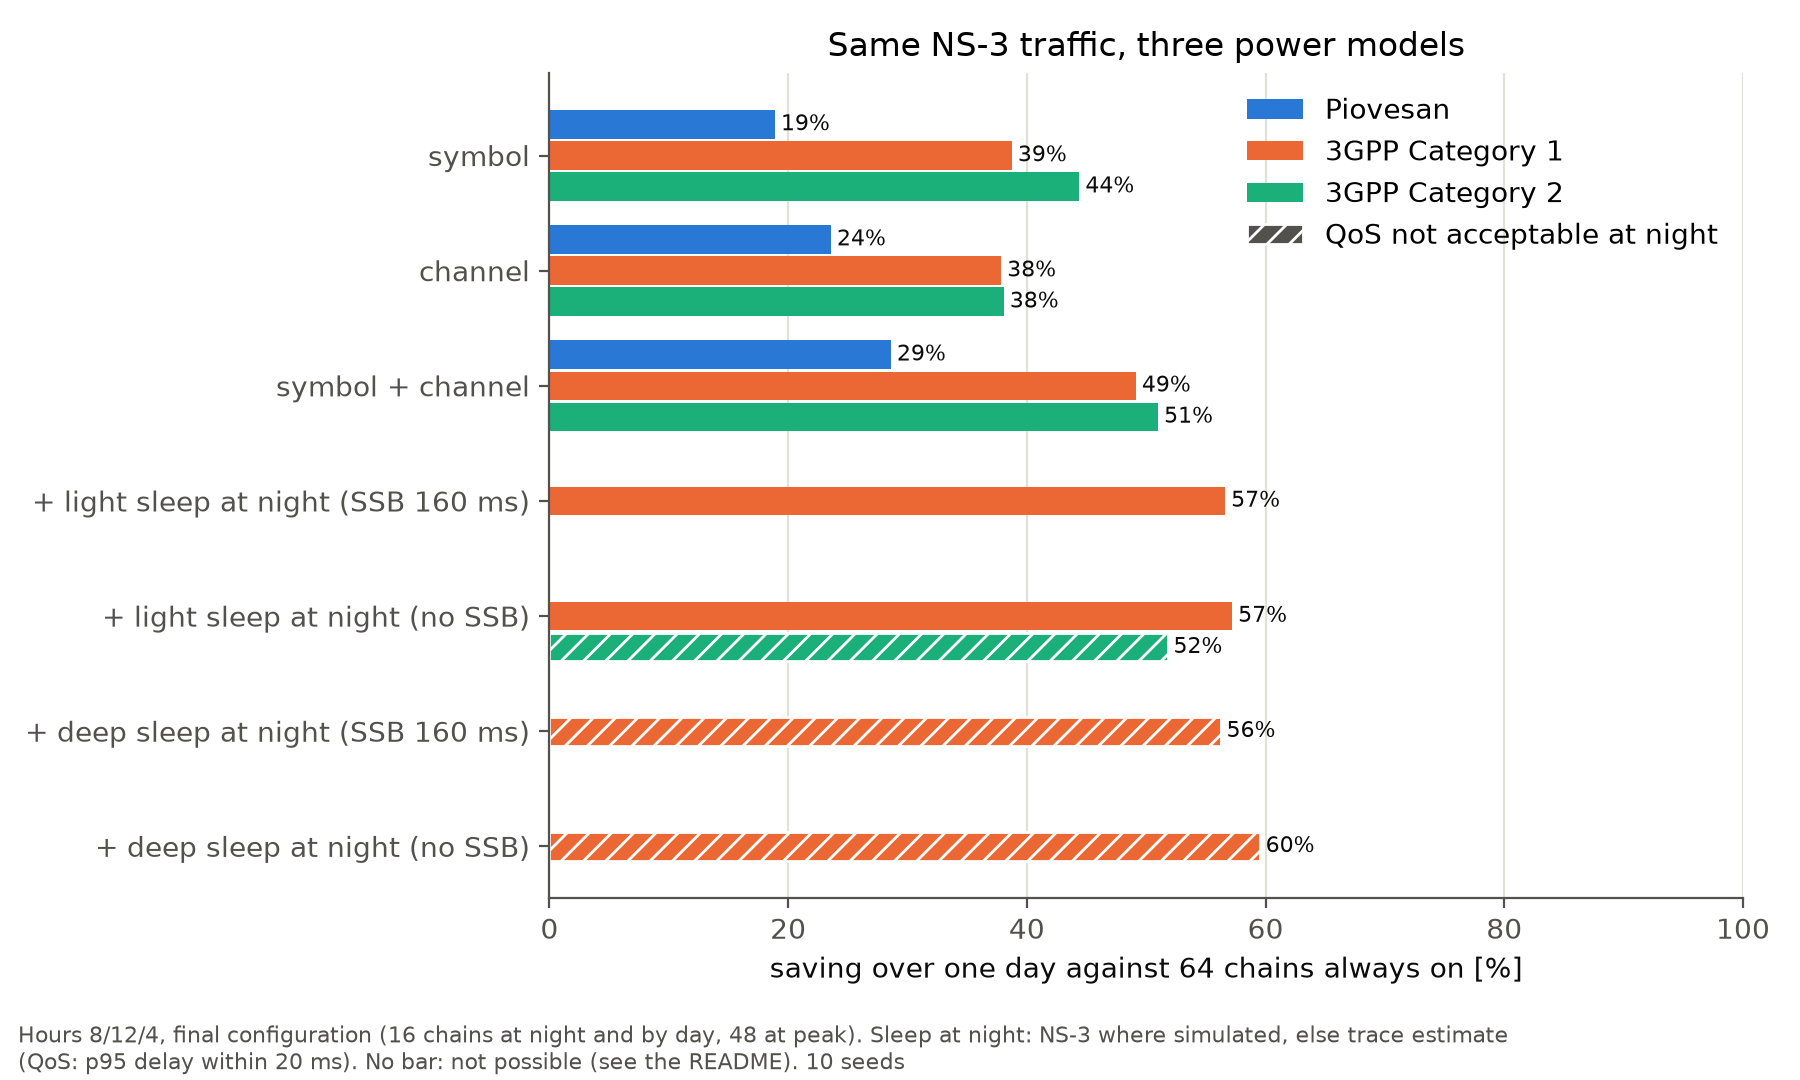 Same NS-3 traffic, three power models
Piovesan
3GPP Category 1
3GPP Category 2
QoS not acceptable at night
symbol
19%
39%
44%
channel
24%
38%
38%
symbol + channel
29%
49%
51%
+ light sleep at night (SSB 160 ms)
57%
+ light sleep at night (no SSB)
57%
52%
+ deep sleep at night (SSB 160 ms)
56%
+ deep sleep at night (no SSB)
60%
0 20 40 60 80 100
saving over one day against 64 chains always on [%]
Hours 8/12/4, final configuration (16 chains at night and by day, 48 at peak). Sleep at night: NS-3 where simulated, else trace estimate
(QoS: p95 delay within 20 ms). No bar: not possible (see the README). 10 seeds